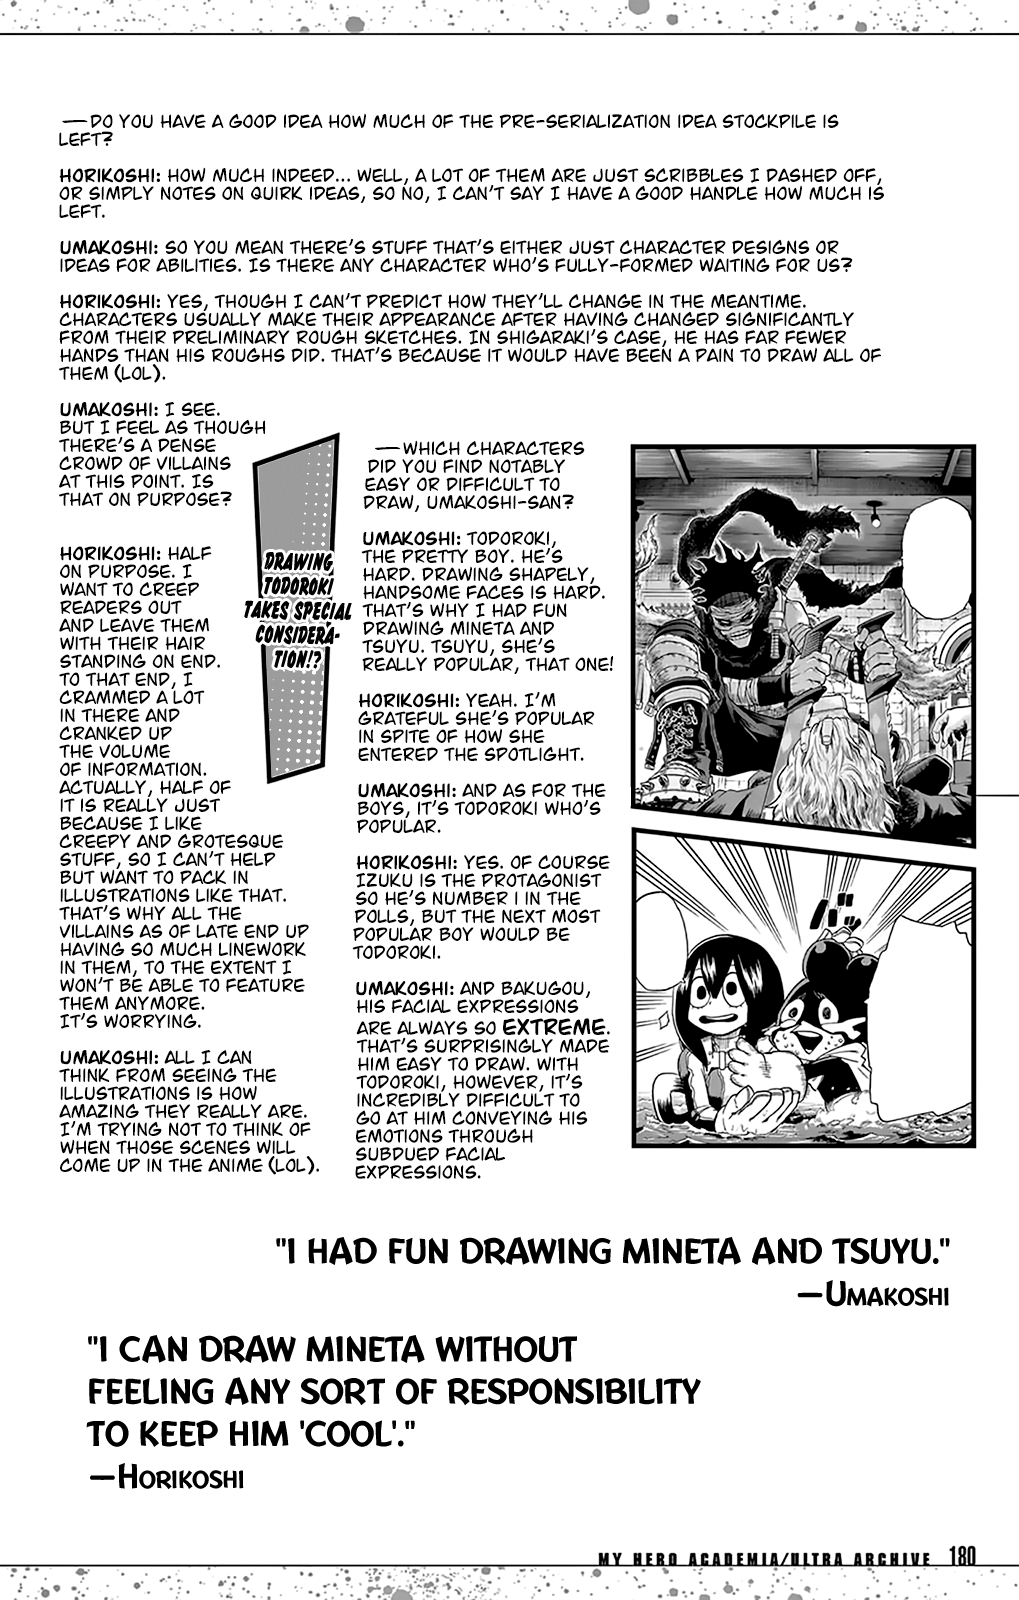 —DO YOU HAVE A GOOD IDEA HOW MUCH OF THE PRE-SERIALIZATION IDEA STOCKPILE IS
LEFT?
HORIKOSHI: HOW MUCH INDEED... WELL, A LOT OF THEM ARE JUST SCRIBBLES I DASHED OFF,
OR SIMPLY NOTES ON QUIRK IDEAS, SO NO, I CAN'T SAY I HAVE A GOOD HANDLE HOW MUCH IS
LEFT.
UMAKOSHI: SO YOU MEAN THERE'S STUFF THAT'S EITHER JUST CHARACTER DESIGNS OR
IDEAS FOR ABILITIES. IS THERE ANY CHARACTER WHO'S FULLY-FORMED WAITING FOR US?
HORIKOSHI: YES, THOUGH I CAN'T PREDICT HOW THEY'LL CHANGE IN THE MEANTIME.
CHARACTERS USUALLY MAKE THEIR APPEARANCE AFTER HAVING CHANGED SIGNIFICANTLY
FROM THEIR PRELIMINARY ROUGH SKETCHES. IN SHIGARAKI'S CASE, HE HAS FAR FEWER
HANDS THAN HIS ROUGHS DID. THAT'S BECAUSE IT WOULD HAVE BEEN A PAIN TO DRAW ALL OF
THEM (LOL).
UMAKOSHI: I SEE.
BUT I FEEL AS THOUGH
THERE'S A DENSE
CROWD OF VILLAINS
AT THIS POINT. IS
THAT ON PURPOSE?
HORIKOSHI: HALF
ON PURPOSE. I
WANT TO CREEP
READERS OUT
AND LEAVE THEM
WITH THEIR HAIR
STANDING ON END.
TO THAT END, I
CRAMMED A LOT
IN THERE AND
CRANKED UP
THE VOLUME
OF INFORMATION.
ACTUALLY, HALF OF
IT IS REALLY JUST
BECAUSE I LIKE
CREEPY AND GROTESQUE
STUFF, SO I CAN'T HELP
BUT WANT TO PACK IN
ILLUSTRATIONS LIKE THAT.
THAT'S WHY ALL THE
VILLAINS AS OF LATE END UP
HAVING SO MUCH LINEWORK
IN THEM, TO THE EXTENT I
WON'T BE ABLE TO FEATURE
THEM ANYMORE.
IT'S WORRYING.
UMAKOSHI: ALL I CAN
THINK FROM SEEING THE
ILLUSTRATIONS IS HOW
AMAZING THEY REALLY ARE.
I'M TRYING NOT TO THINK OF
WHEN THOSE SCENES WILL
COME UP IN THE ANIME (LOL).
DRAWING
TODOROKI
TAKES SPECIAL
CONSIDERA-
TION!?
—WHICH CHARACTERS
DID YOU FIND NOTABLY
EASY OR DIFFICULT TO
DRAW, UMAKOSHI-SAN?
UMAKOSHI: TODOROKI,
THE PRETTY BOY. HE'S
HARD. DRAWING SHAPELY,
HANDSOME FACES IS HARD.
THAT'S WHY I HAD FUN
DRAWING MINETA AND
TSUYU. TSUYU, SHE'S
REALLY POPULAR, THAT ONE!
HORIKOSHI: YEAH. I'M
GRATEFUL SHE'S POPULAR
IN SPITE OF HOW SHE
ENTERED THE SPOTLIGHT.
UMAKOSHI: AND AS FOR THE
BOYS, IT'S TODOROKI WHO'S
POPULAR.
HORIKOSHI: YES. OF COURSE
IZUKU IS THE PROTAGONIST
SO HE'S NUMBER 1 IN THE
POLLS, BUT THE NEXT MOST
POPULAR BOY WOULD BE
TODOROKI.
UMAKOSHI: AND BAKUGOU,
HIS FACIAL EXPRESSIONS
ARE ALWAYS SO EXTREME.
THAT'S SURPRISINGLY MADE
HIM EASY TO DRAW. WITH
TODOROKI, HOWEVER, IT'S
INCREDIBLY DIFFICULT TO
GO AT HIM CONVEYING HIS
EMOTIONS THROUGH
SUBDUED FACIAL
EXPRESSIONS.
"I HAD FUN DRAWING MINETA AND TSUYU."
—UMAKOSHI
"I CAN DRAW MINETA WITHOUT
FEELING ANY SORT OF RESPONSIBILITY
TO KEEP HIM 'COOL'."
—HORIKOSHI
MY HERO ACADEMIA/ULTRA ARCHIVE 180